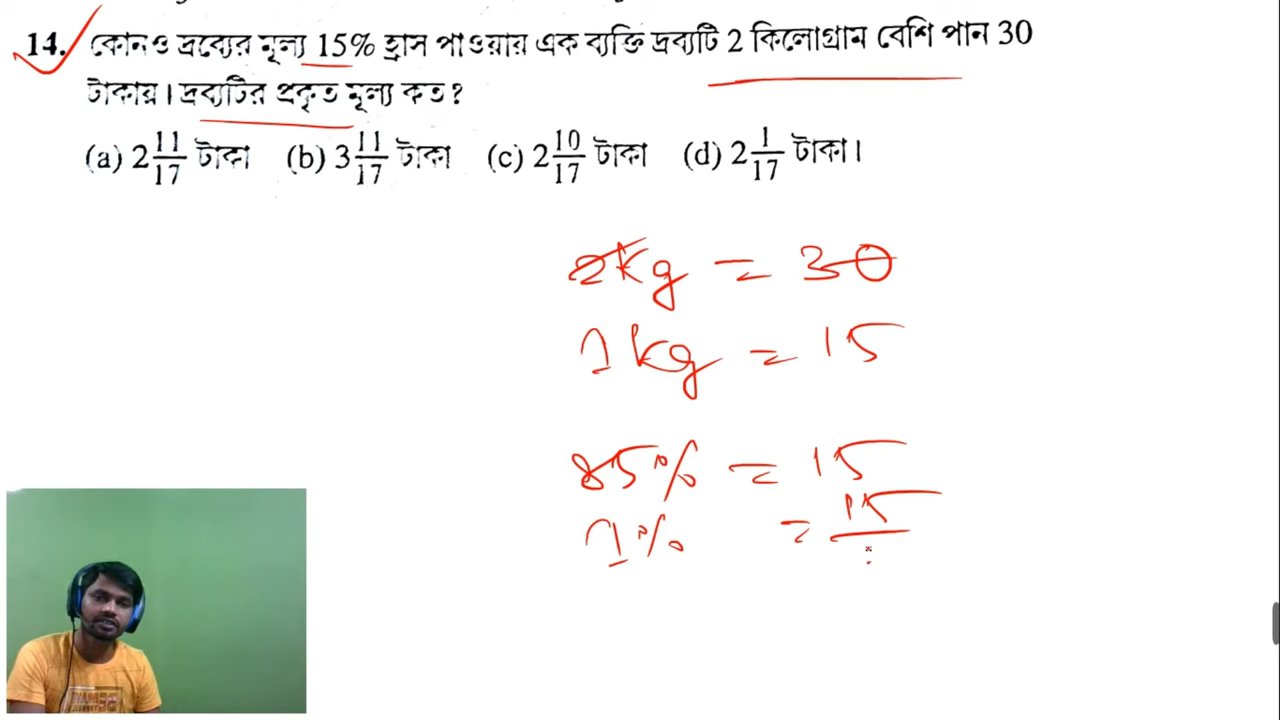 14. কোনও দ্রব্যের মূল্য 15% হ্রাস পাওয়ায় এক ব্যক্তি দ্রব্যটি 2 কিলোগ্রাম বেশি পান 30
টাকায়। দ্রব্যটির প্রকৃত মূল্য কত?
(a) 2 11/17 টাকা (b) 3 11/17 টাকা (c) 2 10/17 টাকা (d) 2 1/17 টাকা।
2kg = 30
1kg = 15
85% = 15
1% = 15